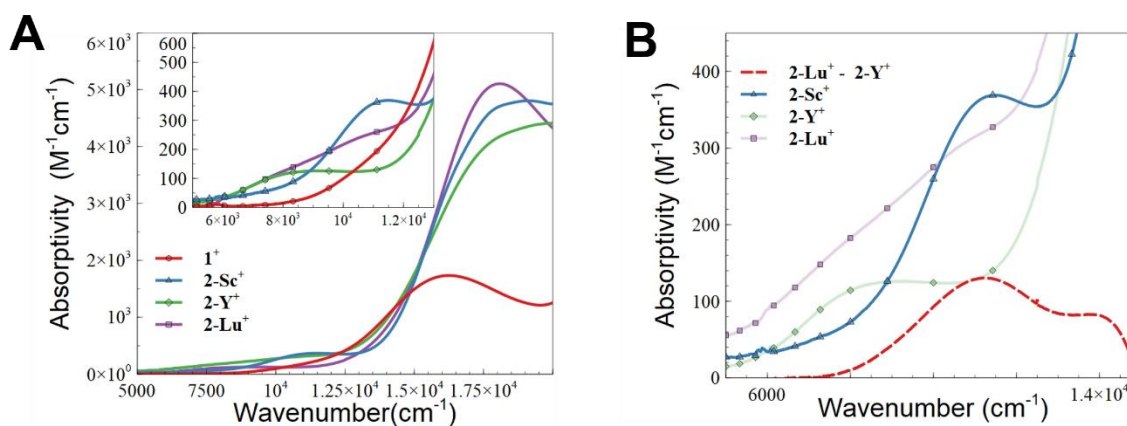 A
Absorptivity (M⁻¹cm⁻¹)
6×10³
5×10³
4×10³
3×10³
2×10³
10³
0×10⁰
600
500
400
300
200
100
0
6×10³ 8×10³ 10⁴ 1.2×10⁴
1⁺
2-Sc⁺
2-Y⁺
2-Lu⁺
5000 7500 10⁴ 1.25×10⁴ 1.5×10⁴ 1.75×10⁴
Wavenumber(cm⁻¹)
B
Absorptivity (M⁻¹cm⁻¹)
400
300
200
100
0
2-Lu⁺ - 2-Y⁺
2-Sc⁺
2-Y⁺
2-Lu⁺
6000 1.4×10⁴
Wavenumber (cm⁻¹)